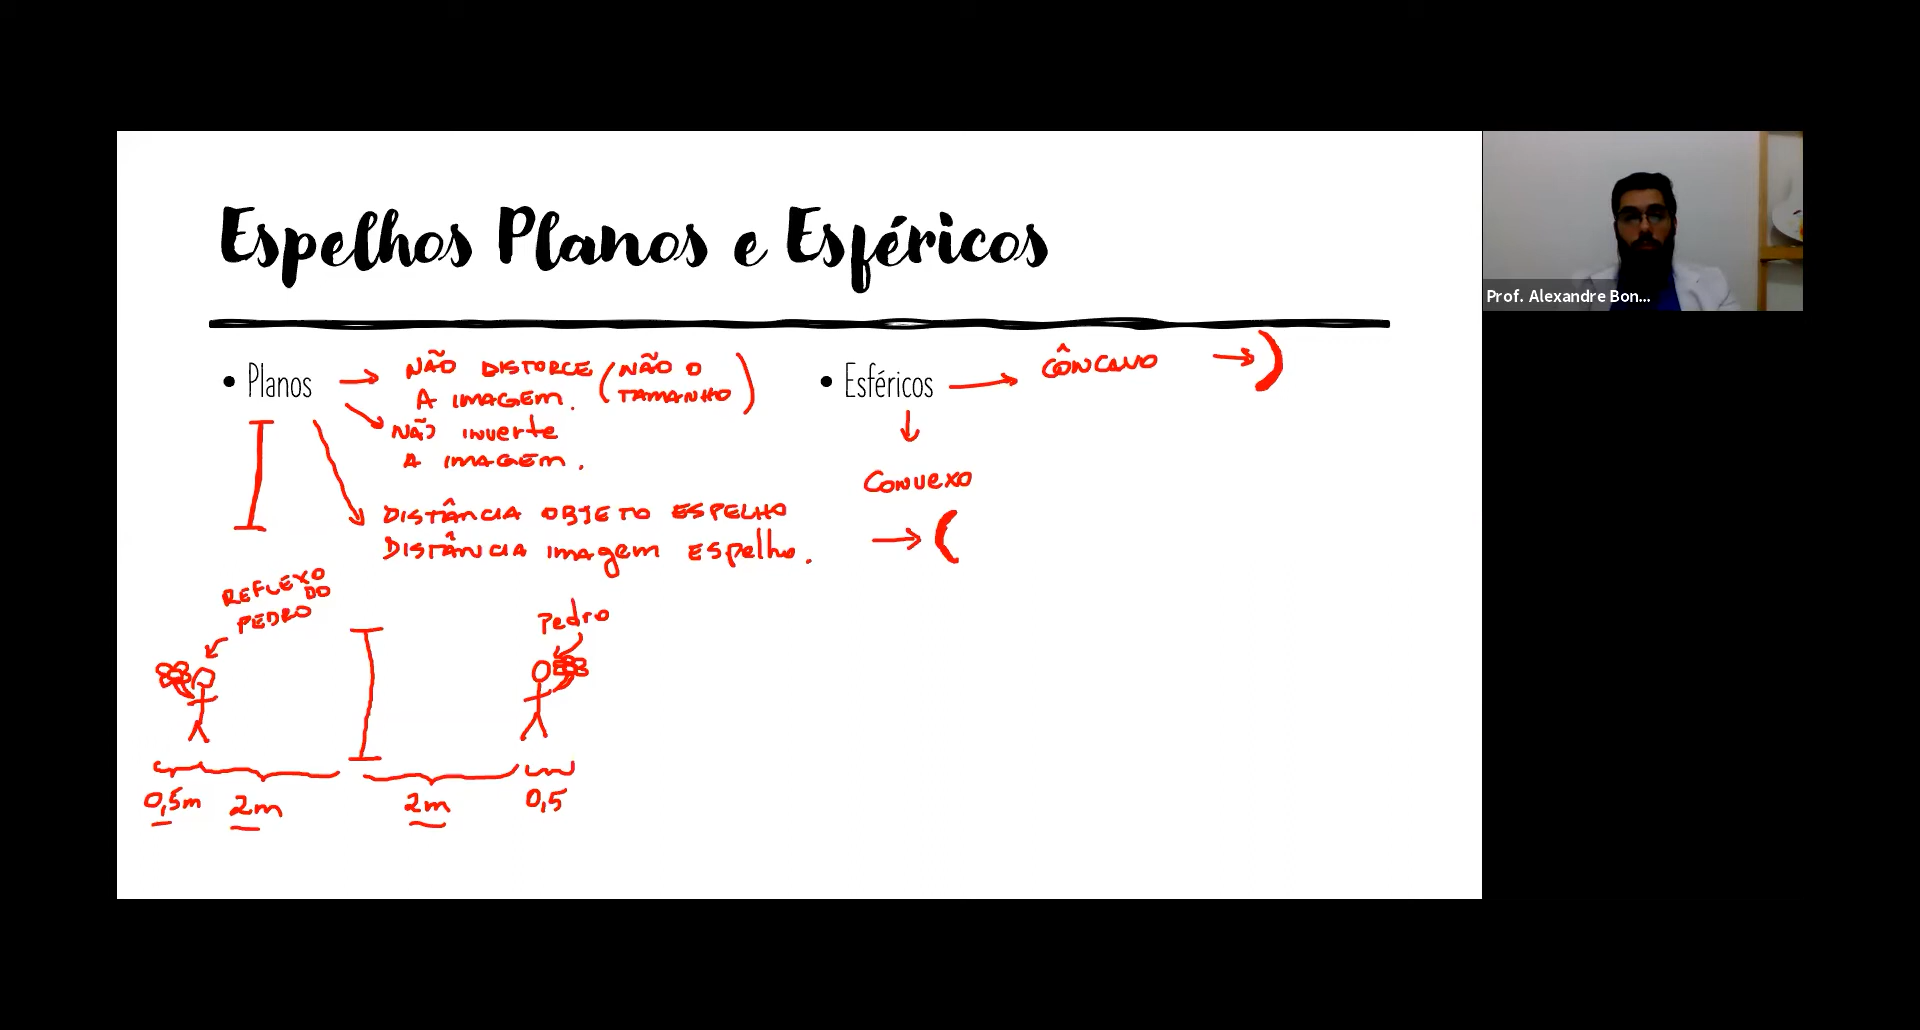 Espelhos Planos e Esféricos
• Planos
NÃO DISTORCE (NÃO O
A IMAGEM. TAMANHO)
NÃO inverte
A IMAGEM.
DISTÂNCIA OBJETO ESPELHO
DISTÂNCIA imagem Espelho.
REFLEXO
DO
PEDRO
Pedro
0,5m 2m 2m 0,5
• Esféricos
CÔNCAVO
Convexo
Prof. Alexandre Bon...